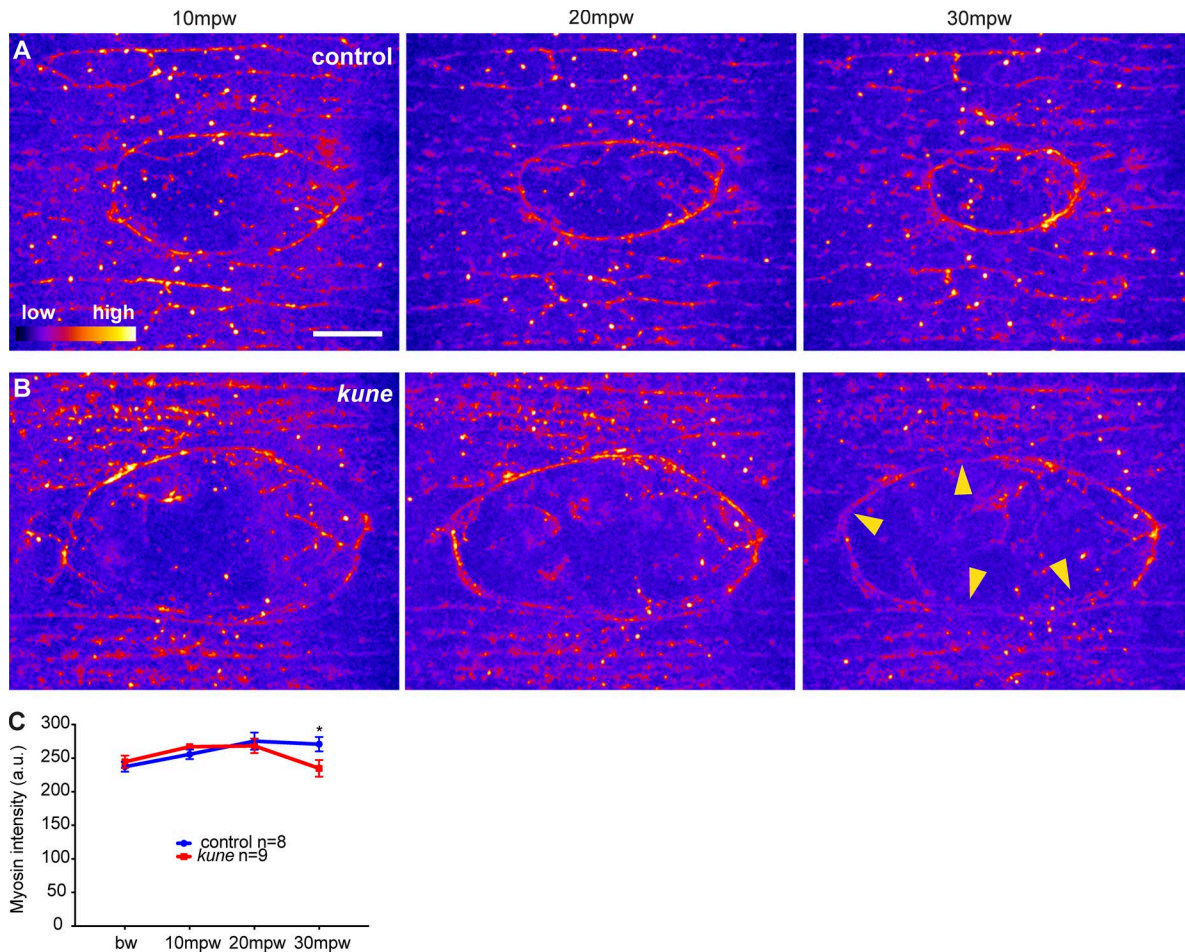 10mpw 20mpw 30mpw
A control
low high
B kune
C
300
250
200
150
100
50
0
Myosin intensity (a.u.)
*
control n=8
kune n=9
bw 10mpw 20mpw 30mpw